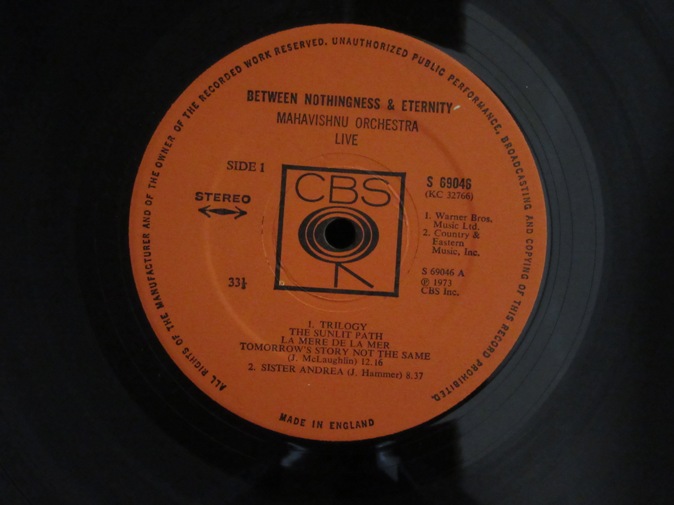 ALL RIGHTS OF THE MANUFACTURER AND OF THE OWNER OF THE RECORDED WORK RESERVED. UNAUTHORIZED PUBLIC PERFORMANCE, BROADCASTING AND COPYING OF THIS RECORD PROHIBITED.
BETWEEN NOTHINGNESS & ETERNITY
MAHAVISHNU ORCHESTRA
LIVE
SIDE 1
STEREO
33⅓
CBS
S 69046
(KC 32766)
1. Warner Bros.
Music Ltd.
2. Country &
Eastern
Music, Inc.
S 69046 A
℗ 1973
CBS Inc.
1. TRILOGY
THE SUNLIT PATH
LA MERE DE LA MER
TOMORROW'S STORY NOT THE SAME
(J. McLaughlin) 12.16
2. SISTER ANDREA (J. Hammer) 8.37
MADE IN ENGLAND